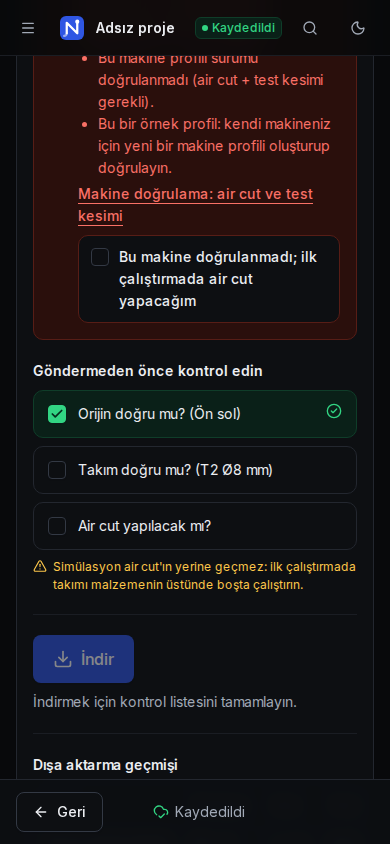 Adsız proje
Kaydedildi
Bu makine profili sürümü
doğrulanmadı (air cut + test kesimi
gerekli).
Bu bir örnek profil: kendi makineniz
için yeni bir makine profili oluşturup
doğrulayın.
Makine doğrulama: air cut ve test
kesimi
Bu makine doğrulanmadı; ilk
çalıştırmada air cut
yapacağım
Göndermeden önce kontrol edin
Orijin doğru mu? (Ön sol)
Takım doğru mu? (T2 Ø8 mm)
Air cut yapılacak mı?
Simülasyon air cut'ın yerine geçmez: ilk çalıştırmada
takımı malzemenin üstünde boşta çalıştırın.
İndir
İndirmek için kontrol listesini tamamlayın.
Dışa aktarma geçmişi
Geri
Kaydedildi